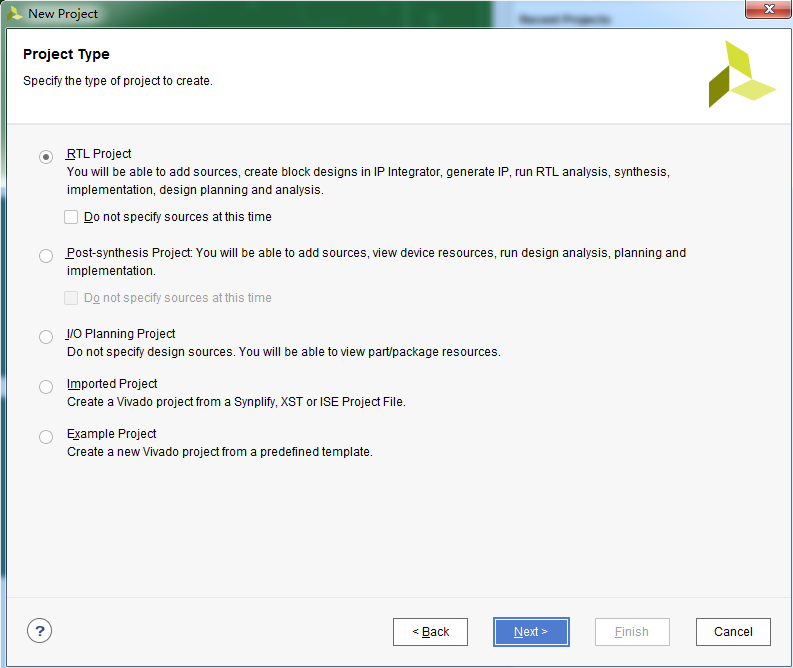 New Project
Recent Projects
Project Type
Specify the type of project to create.
RTL Project
You will be able to add sources, create block designs in IP Integrator, generate IP, run RTL analysis, synthesis,
implementation, design planning and analysis.
Do not specify sources at this time
Post-synthesis Project: You will be able to add sources, view device resources, run design analysis, planning and
implementation.
Do not specify sources at this time
I/O Planning Project
Do not specify design sources. You will be able to view part/package resources.
Imported Project
Create a Vivado project from a Synplify, XST or ISE Project File.
Example Project
Create a new Vivado project from a predefined template.
?
< Back
Next >
Finish
Cancel